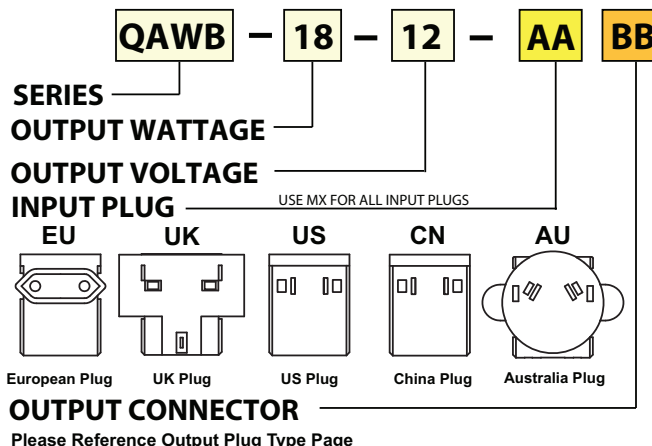 QAWB – 18 – 12 – AA BB
SERIES
OUTPUT WATTAGE
OUTPUT VOLTAGE
INPUT PLUG USE MX FOR ALL INPUT PLUGS
EU UK US CN AU
European Plug UK Plug US Plug China Plug Australia Plug
OUTPUT CONNECTOR
Please Reference Output Plug Type Page